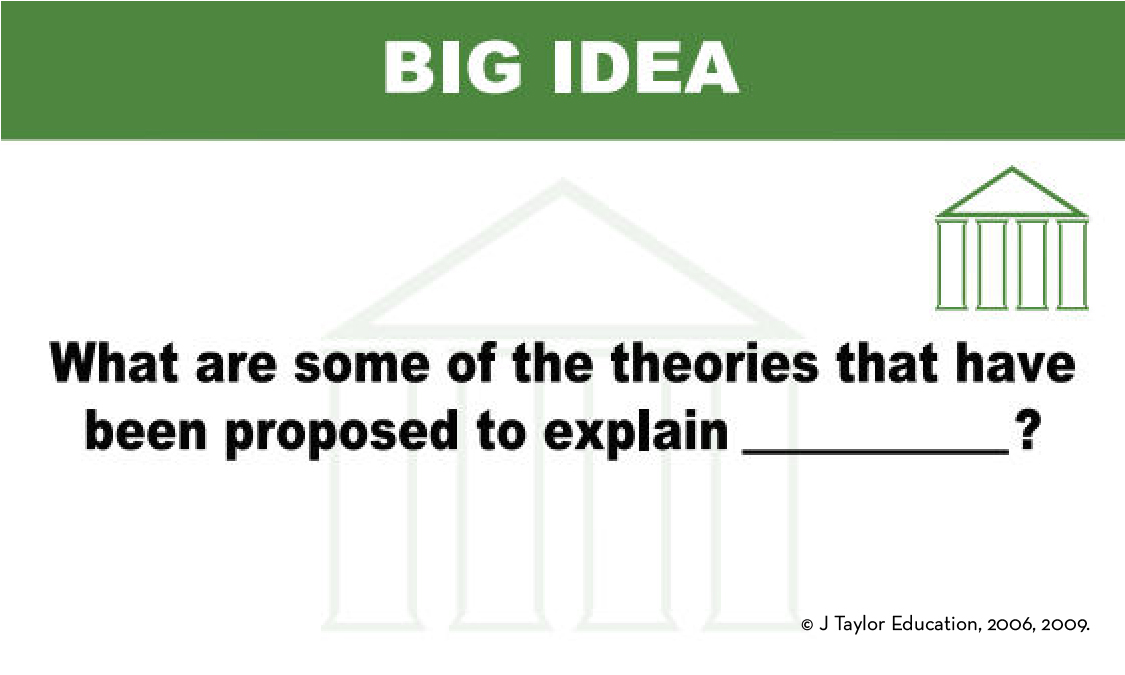 BIG IDEA
What are some of the theories that have
been proposed to explain __________?
© J Taylor Education, 2006, 2009.